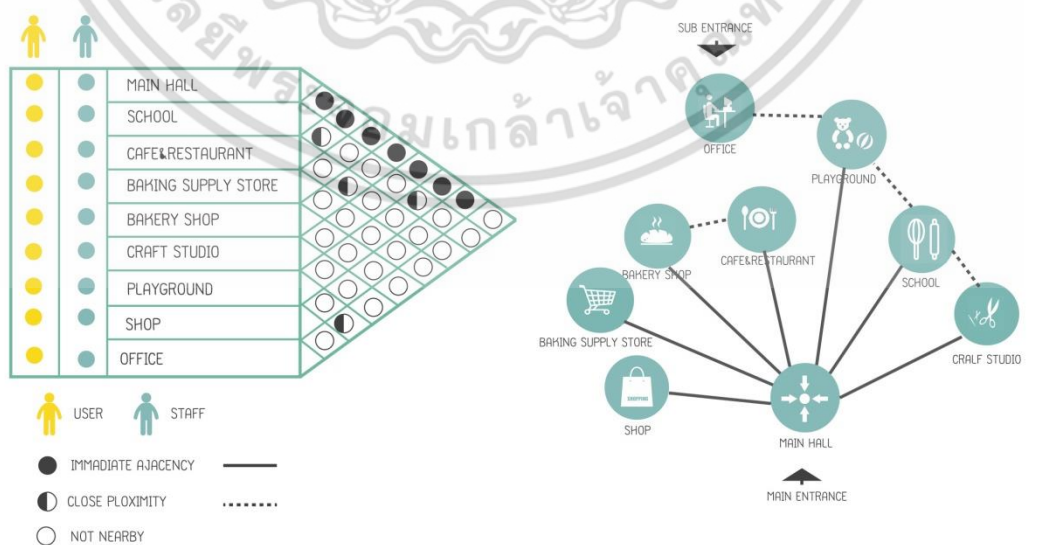 MAIN HALL
SCHOOL
CAFE&RESTAURANT
BAKING SUPPLY STORE
BAKERY SHOP
CRAFT STUDIO
PLAYGROUND
SHOP
OFFICE
USER
STAFF
IMMADIATE AJACENCY
CLOSE PLOXIMITY
NOT NEARBY
SUB ENTRANCE
OFFICE
PLAYGROUND
CAFE&RESTAURANT
BAKERY SHOP
SCHOOL
BAKING SUPPLY STORE
CRALF STUDIO
SHOPPING
SHOP
MAIN HALL
MAIN ENTRANCE